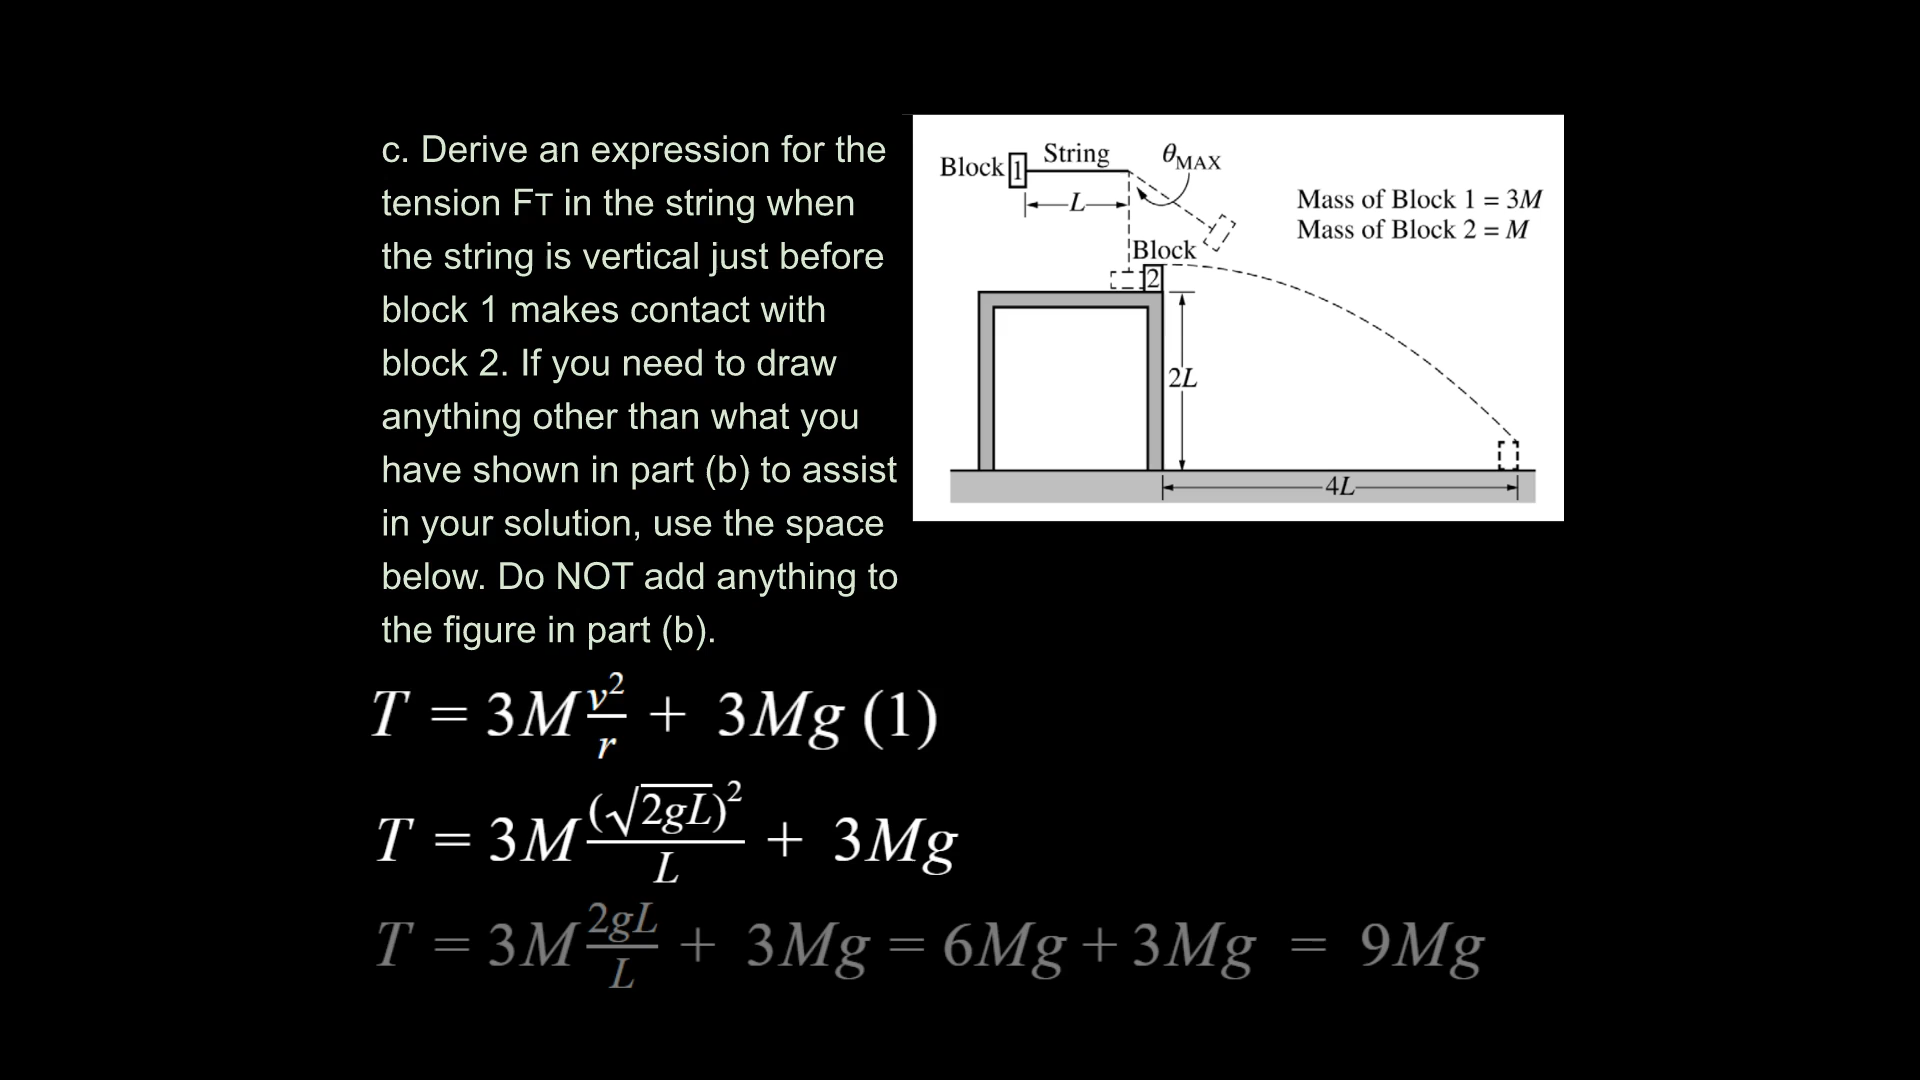 c. Derive an expression for the
tension FT in the string when
the string is vertical just before
block 1 makes contact with
block 2. If you need to draw
anything other than what you
have shown in part (b) to assist
in your solution, use the space
below. Do NOT add anything to
the figure in part (b).
Block 1 String θMAX
L
Mass of Block 1 = 3M
Mass of Block 2 = M
Block
2
2L
4L
T = 3M v²/r + 3Mg (1)
T = 3M (√2gL)²/L + 3Mg
T = 3M 2gL/L + 3Mg = 6Mg + 3Mg = 9Mg